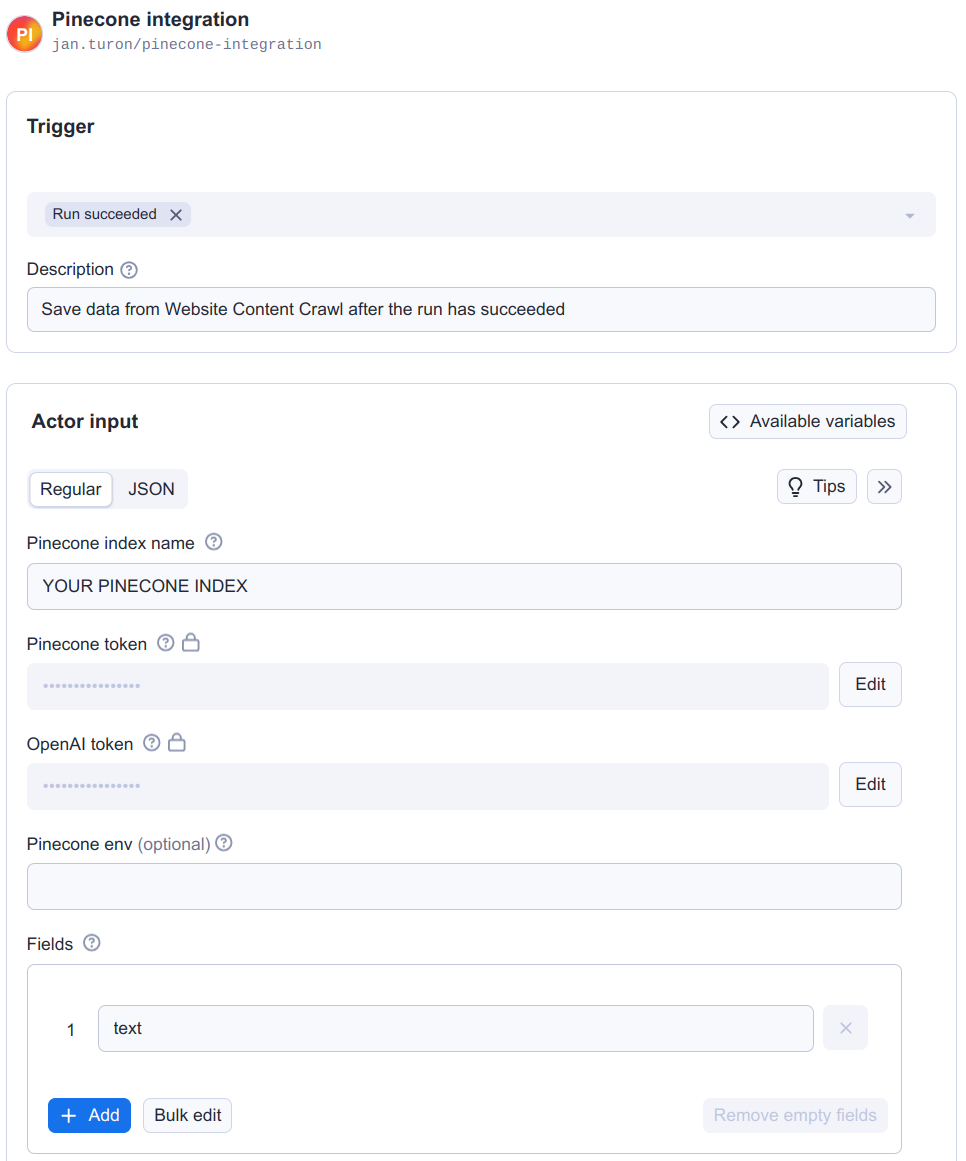 PI
Pinecone integration
jan.turon/pinecone-integration
Trigger
Run succeeded
Description
Save data from Website Content Crawl after the run has succeeded
Actor input
Available variables
Regular JSON
Tips
Pinecone index name
YOUR PINECONE INDEX
Pinecone token
••••••••••••••••
Edit
OpenAI token
••••••••••••••••
Edit
Pinecone env (optional)
Fields
1 text
+ Add Bulk edit Remove empty fields